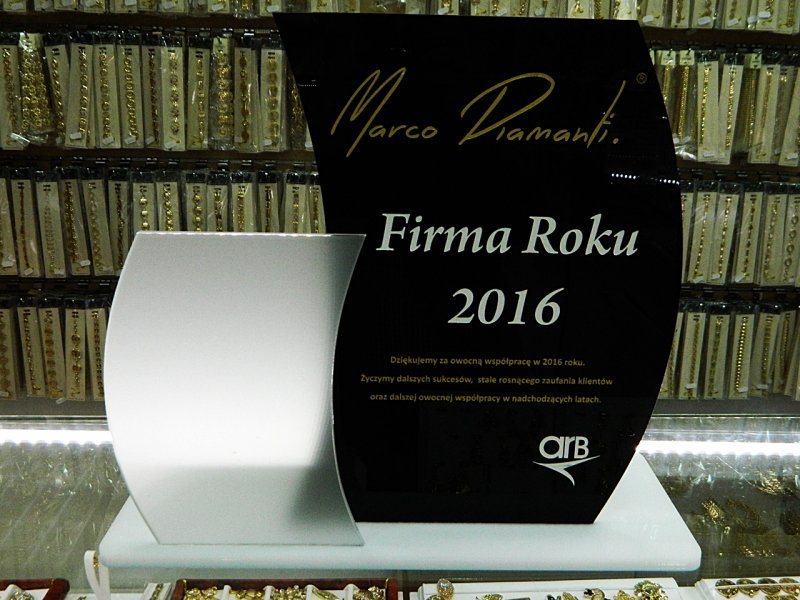 Marco Diamanti.®
Firma Roku
2016
Dziękujemy za owocną współpracę w 2016 roku.
Życzymy dalszych sukcesów, stale rosnącego zaufania klientów
oraz dalszej owocnej współpracy w nadchodzących latach.
arB